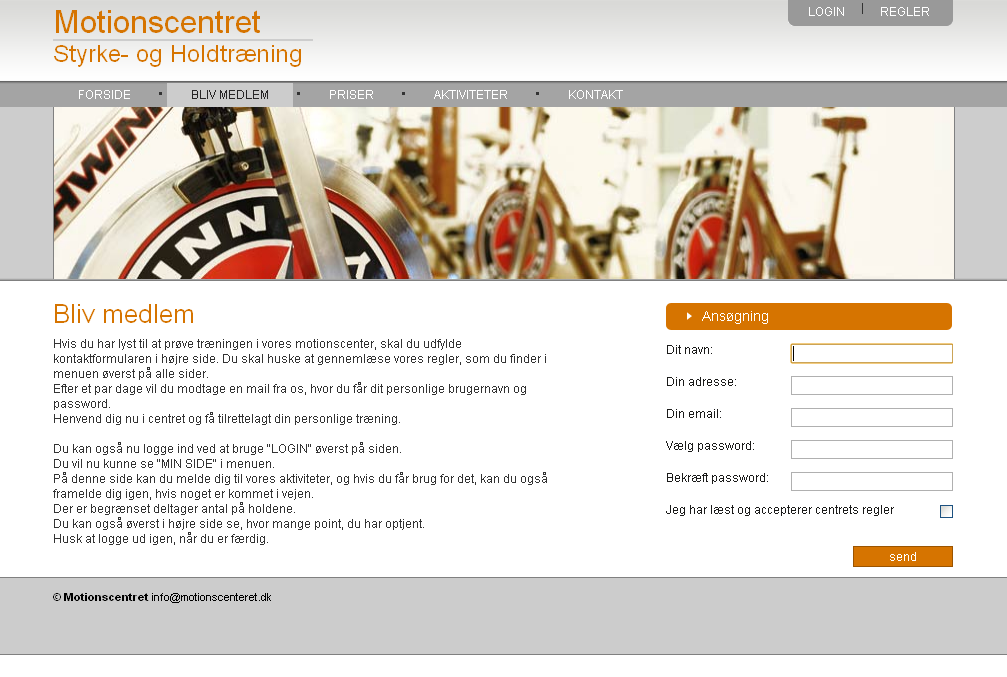 Motionscentret
Styrke- og Holdtræning
LOGIN
REGLER
FORSIDE
BLIV MEDLEM
PRISER
AKTIVITETER
KONTAKT
HWINN
INN
Bliv medlem
Hvis du har lyst til at prøve træningen i vores motionscenter, skal du udfylde
kontaktformularen i højre side. Du skal huske at gennemlæse vores regler, som du finder i
menuen øverst på alle sider.
Efter et par dage vil du modtage en mail fra os, hvor du får dit personlige brugernavn og
password.
Henvend dig nu i centret og få tilrettelagt din personlige træning.
Du kan også nu logge ind ved at bruge "LOGIN" øverst på siden.
Du vil nu kunne se "MIN SIDE" i menuen.
På denne side kan du melde dig til vores aktiviteter, og hvis du får brug for det, kan du også
framelde dig igen, hvis noget er kommet i vejen.
Der er begrænset deltager antal på holdene.
Du kan også øverst i højre side se, hvor mange point, du har optjent.
Husk at logge ud igen, når du er færdig.
Ansøgning
Dit navn:
Din adresse:
Din email:
Vælg password:
Bekræft password:
Jeg har læst og accepterer centrets regler
send
© Motionscentret info@motionscenteret.dk